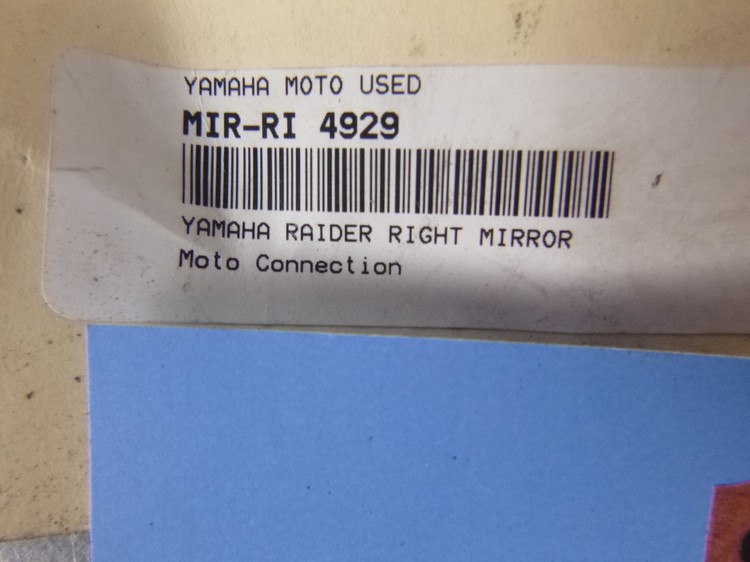 YAMAHA MOTO USED
MIR-RI 4929
YAMAHA RAIDER RIGHT MIRROR
Moto Connection